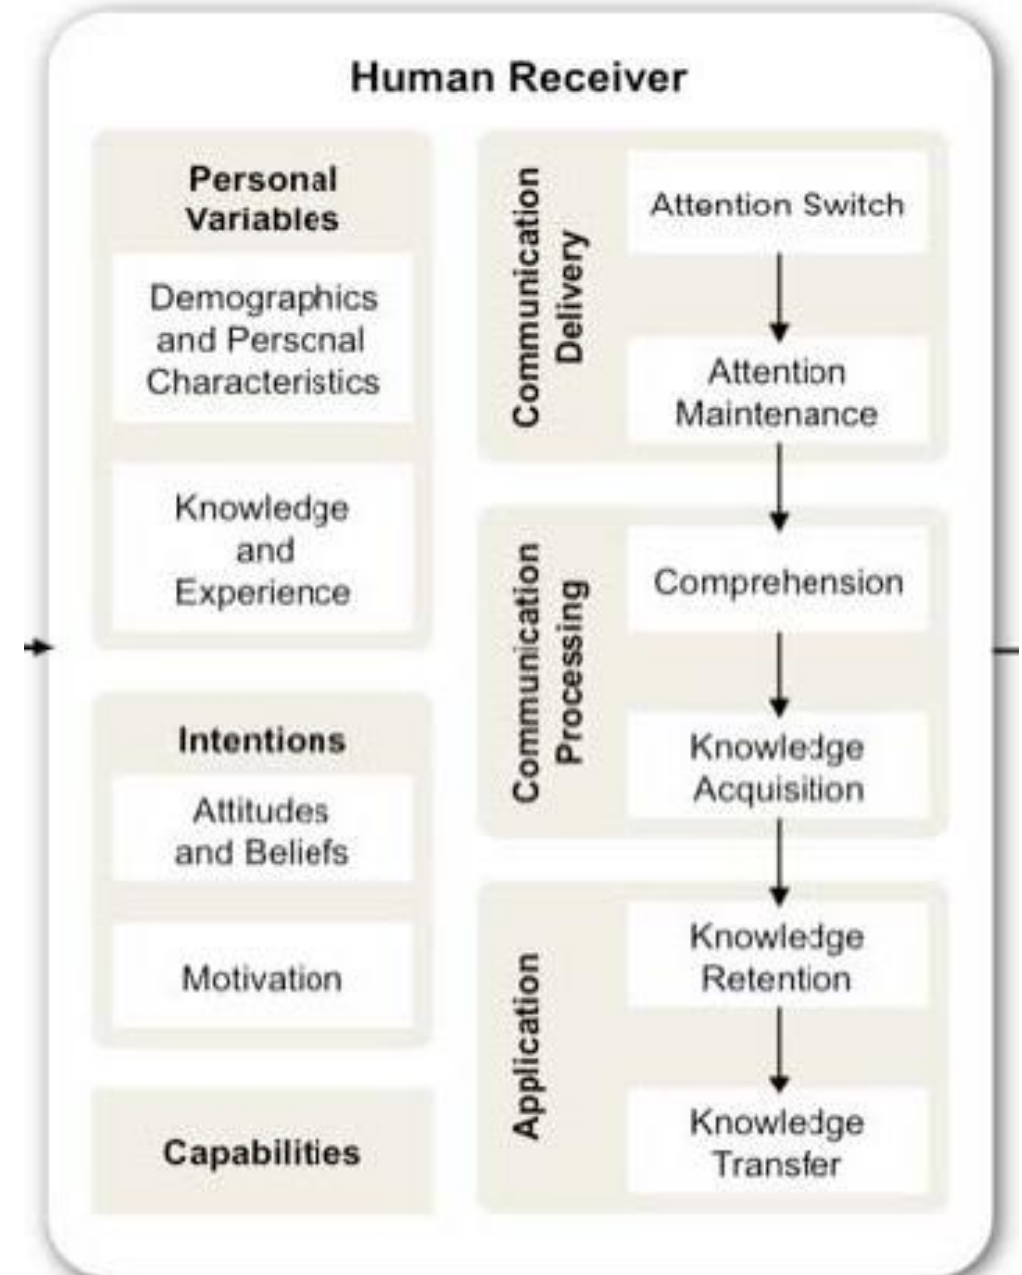 Human Receiver
Personal
Variables
Demographics
and Personal
Characteristics
Knowledge
and
Experience
Intentions
Attitudes
and Beliefs
Motivation
Capabilities
Communication
Delivery
Attention Switch
Attention
Maintenance
Communication
Processing
Comprehension
Knowledge
Acquisition
Application
Knowledge
Retention
Knowledge
Transfer